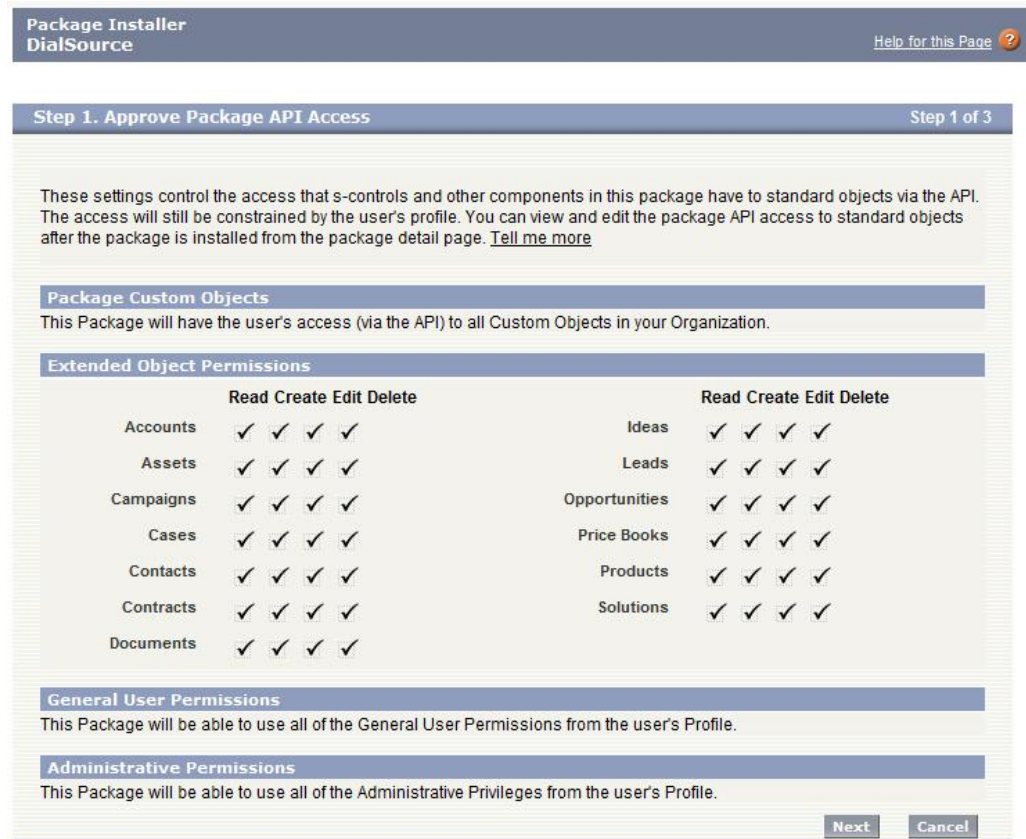 Package Installer
DialSource
Help for this Page ?
Step 1. Approve Package API Access Step 1 of 3
These settings control the access that s-controls and other components in this package have to standard objects via the API.
The access will still be constrained by the user's profile. You can view and edit the package API access to standard objects
after the package is installed from the package detail page. Tell me more
Package Custom Objects
This Package will have the user's access (via the API) to all Custom Objects in your Organization.
Extended Object Permissions
Read Create Edit Delete Read Create Edit Delete
Accounts ✓ ✓ ✓ ✓ Ideas ✓ ✓ ✓ ✓
Assets ✓ ✓ ✓ ✓ Leads ✓ ✓ ✓ ✓
Campaigns ✓ ✓ ✓ ✓ Opportunities ✓ ✓ ✓ ✓
Cases ✓ ✓ ✓ ✓ Price Books ✓ ✓ ✓ ✓
Contacts ✓ ✓ ✓ ✓ Products ✓ ✓ ✓ ✓
Contracts ✓ ✓ ✓ ✓ Solutions ✓ ✓ ✓ ✓
Documents ✓ ✓ ✓ ✓
General User Permissions
This Package will be able to use all of the General User Permissions from the user's Profile.
Administrative Permissions
This Package will be able to use all of the Administrative Privileges from the user's Profile.
Next Cancel